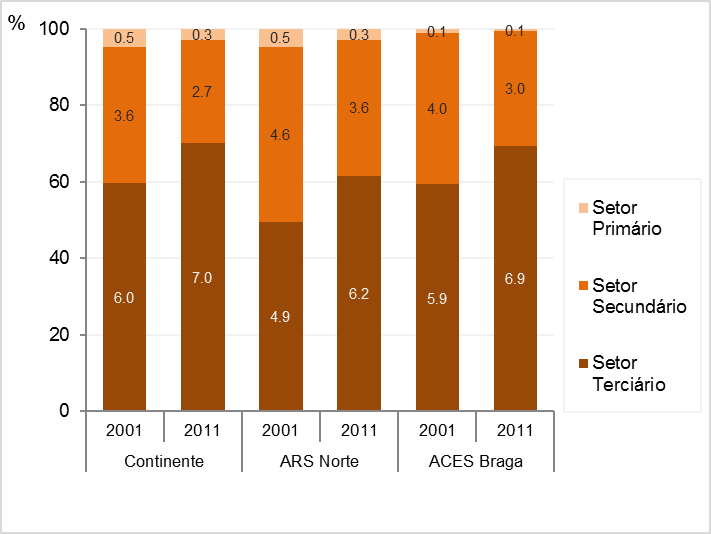 %
100
80
60
40
20
0
0.5 0.3 0.5 0.3 0.1 0.1
3.6 2.7 4.6 3.6 4.0 3.0
6.0 7.0 4.9 6.2 5.9 6.9
2001 2011 2001 2011 2001 2011
Continente ARS Norte ACES Braga
Setor
Primário
Setor
Secundário
Setor
Terciário